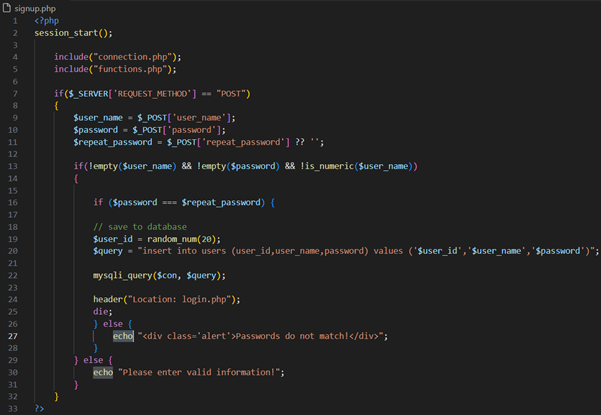 signup.php
1 <?php
2 session_start();
3
4 include("connection.php");
5 include("functions.php");
6
7 if($_SERVER['REQUEST_METHOD'] == "POST")
8 {
9 $user_name = $_POST['user_name'];
10 $password = $_POST['password'];
11 $repeat_password = $_POST['repeat_password'] ?? '';
12
13 if(!empty($user_name) && !empty($password) && !is_numeric($user_name))
14 {
15
16 if ($password === $repeat_password) {
17
18 // save to database
19 $user_id = random_num(20);
20 $query = "insert into users (user_id,user_name,password) values ('$user_id','$user_name','$password')";
21
22 mysqli_query($con, $query);
23
24 header("Location: login.php");
25 die;
26 } else {
27 echo "<div class='alert'>Passwords do not match!</div>";
28 }
29 } else {
30 echo "Please enter valid information!";
31 }
32 }
33 ?>